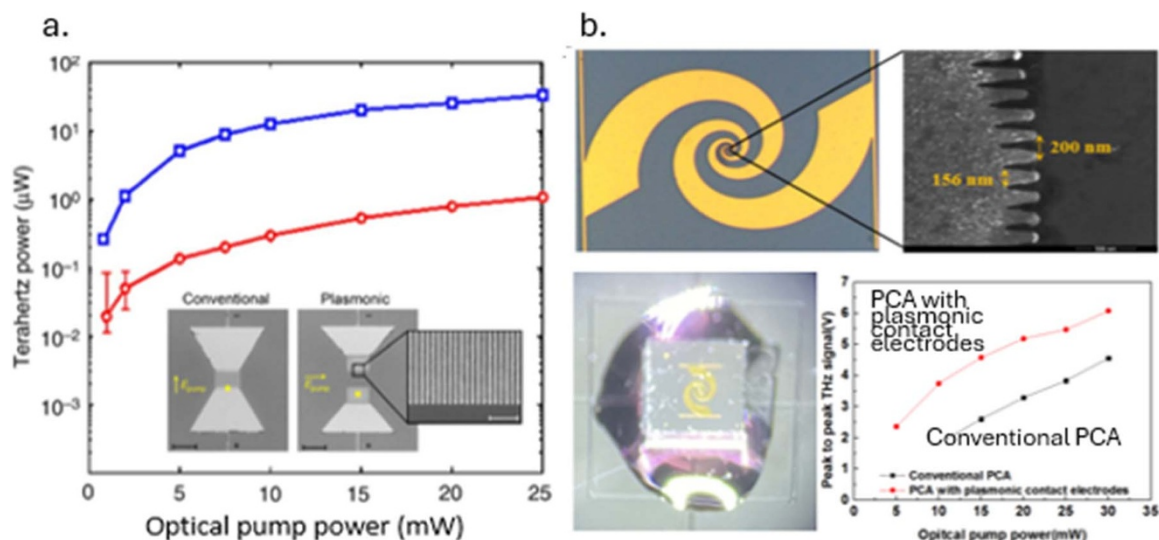 a.
10²
10¹
10⁰
10⁻¹
10⁻²
10⁻³
Terahertz power (µW)
Conventional
Plasmonic
E_pump
E_pump
0
5
10
15
20
25
Optical pump power (mW)
b.
200 nm
156 nm
7
6
5
4
3
2
1
0
Peak to peak THz signal(V)
PCA with
plasmonic
contact
electrodes
Conventional PCA
Conventional PCA
PCA with plasmonic contact electrodes
0
5
10
15
20
25
30
35
Opitcal pump power(mW)